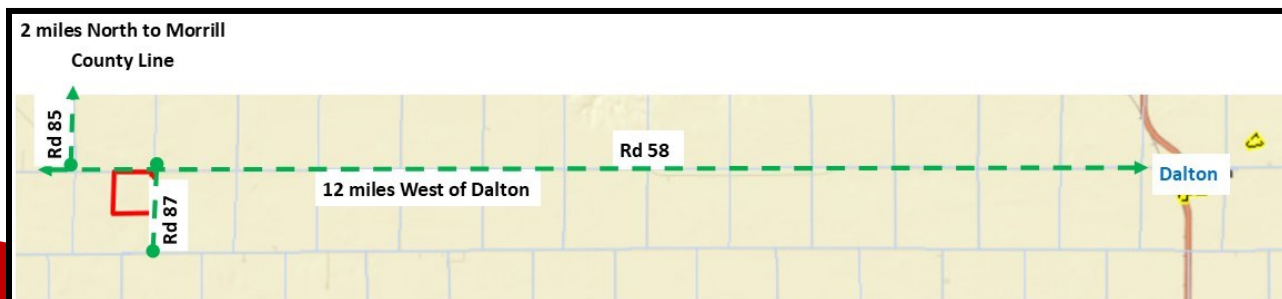 2 miles North to Morrill
County Line
Rd 85
Rd 58
12 miles West of Dalton
Dalton
Rd 87